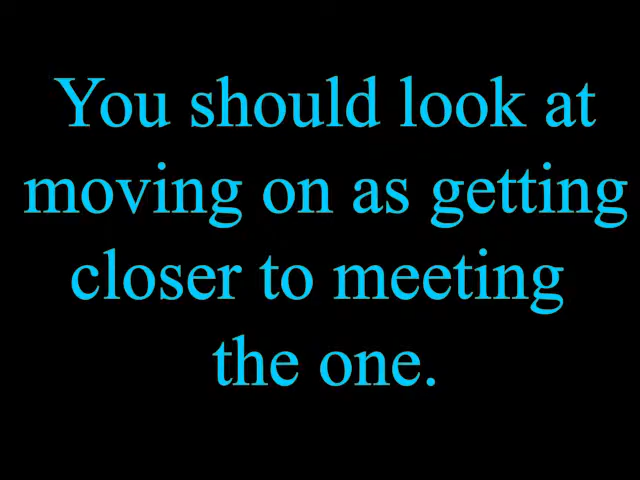 You should look at
moving on as getting
closer to meeting
the one.